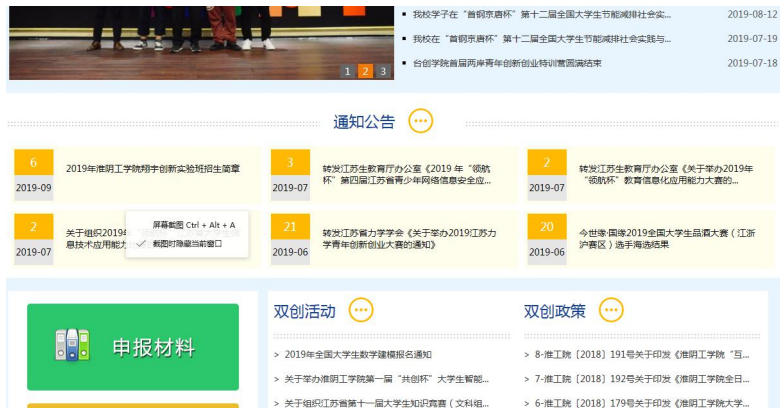 我校学子在“首钢京唐杯”第十二届全国大学生节能减排社会实... 2019-08-12
我校在“首钢京唐杯”第十二届全国大学生节能减排社会实践与... 2019-07-19
台创学院首届两岸青年创新创业特训营圆满结束 2019-07-18
1 2 3
通知公告
6
2019-09
2019年淮阴工学院翔宇创新实验班招生简章
3
2019-07
转发江苏生教育厅办公室《2019 年“领航
杯”第四届江苏省青少年网络信息安全应...
2
2019-07
转发江苏生教育厅办公室《关于举办2019年
“领航杯”教育信息化应用能力大赛的...
2
2019-07
关于组织2019年
息技术应用能力
屏幕截图 Ctrl + Alt + A
截图时隐藏当前窗口
21
2019-06
转发江苏省力学学会《关于举办2019江苏力
学青年创新创业大赛的通知》
20
2019-06
今世缘·国缘2019全国大学生品酒大赛（江浙
沪赛区）选手海选结果
申报材料
双创活动
> 2019年全国大学生数学建模报名通知
> 关于举办淮阴工学院第一届“共创杯”大学生智能...
> 关于组织江苏省第十一届大学生知识竞赛（文科组...
双创政策
> 8-淮工院〔2018〕191号关于印发《淮阴工学院“互...
> 7-淮工院〔2018〕192号关于印发《淮阴工学院全日...
> 6-淮工院〔2018〕179号关于印发《淮阴工学院大学...